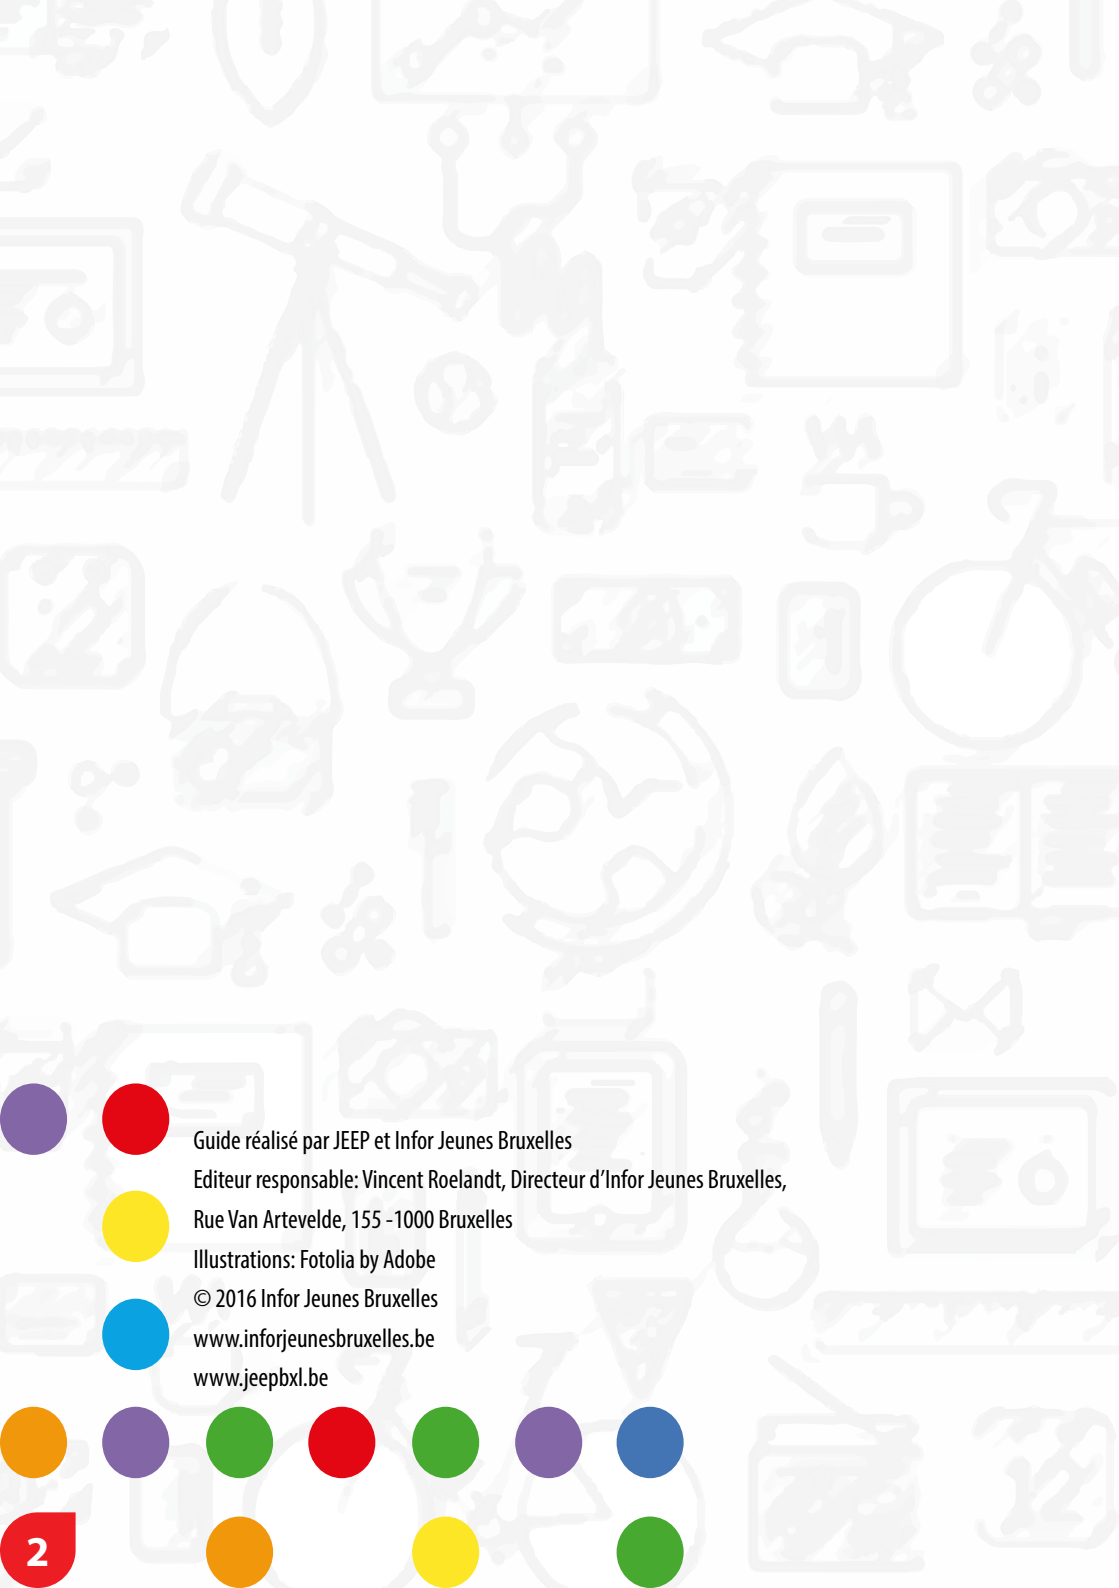 Guide réalisé par JEEP et Infor Jeunes Bruxelles
Editeur responsable: Vincent Roelandt, Directeur d’Infor Jeunes Bruxelles,
Rue Van Artevelde, 155 -1000 Bruxelles
Illustrations: Fotolia by Adobe
© 2016 Infor Jeunes Bruxelles
www.inforjeunesbruxelles.be
www.jeepbxl.be
2